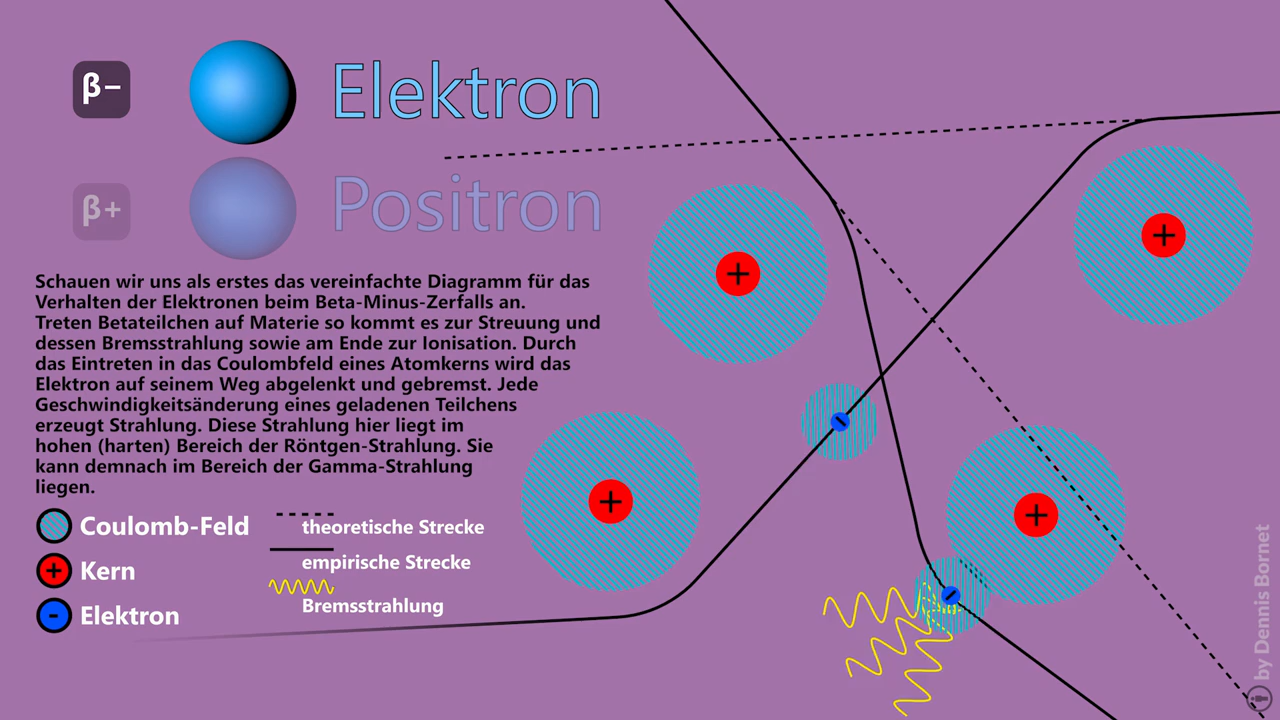 β−
Elektron
β+
Positron
Schauen wir uns als erstes das vereinfachte Diagramm für das
Verhalten der Elektronen beim Beta-Minus-Zerfalls an.
Treten Betateilchen auf Materie so kommt es zur Streuung und
dessen Bremsstrahlung sowie am Ende zur Ionisation. Durch
das Eintreten in das Coulombfeld eines Atomkerns wird das
Elektron auf seinem Weg abgelenkt und gebremst. Jede
Geschwindigkeitsänderung eines geladenen Teilchens
erzeugt Strahlung. Diese Strahlung hier liegt im
hohen (harten) Bereich der Röntgen-Strahlung. Sie
kann demnach im Bereich der Gamma-Strahlung
liegen.
Coulomb-Feld
+ Kern
- Elektron
theoretische Strecke
empirische Strecke
Bremsstrahlung
+
+
+
+
-
-
by Dennis Bornet